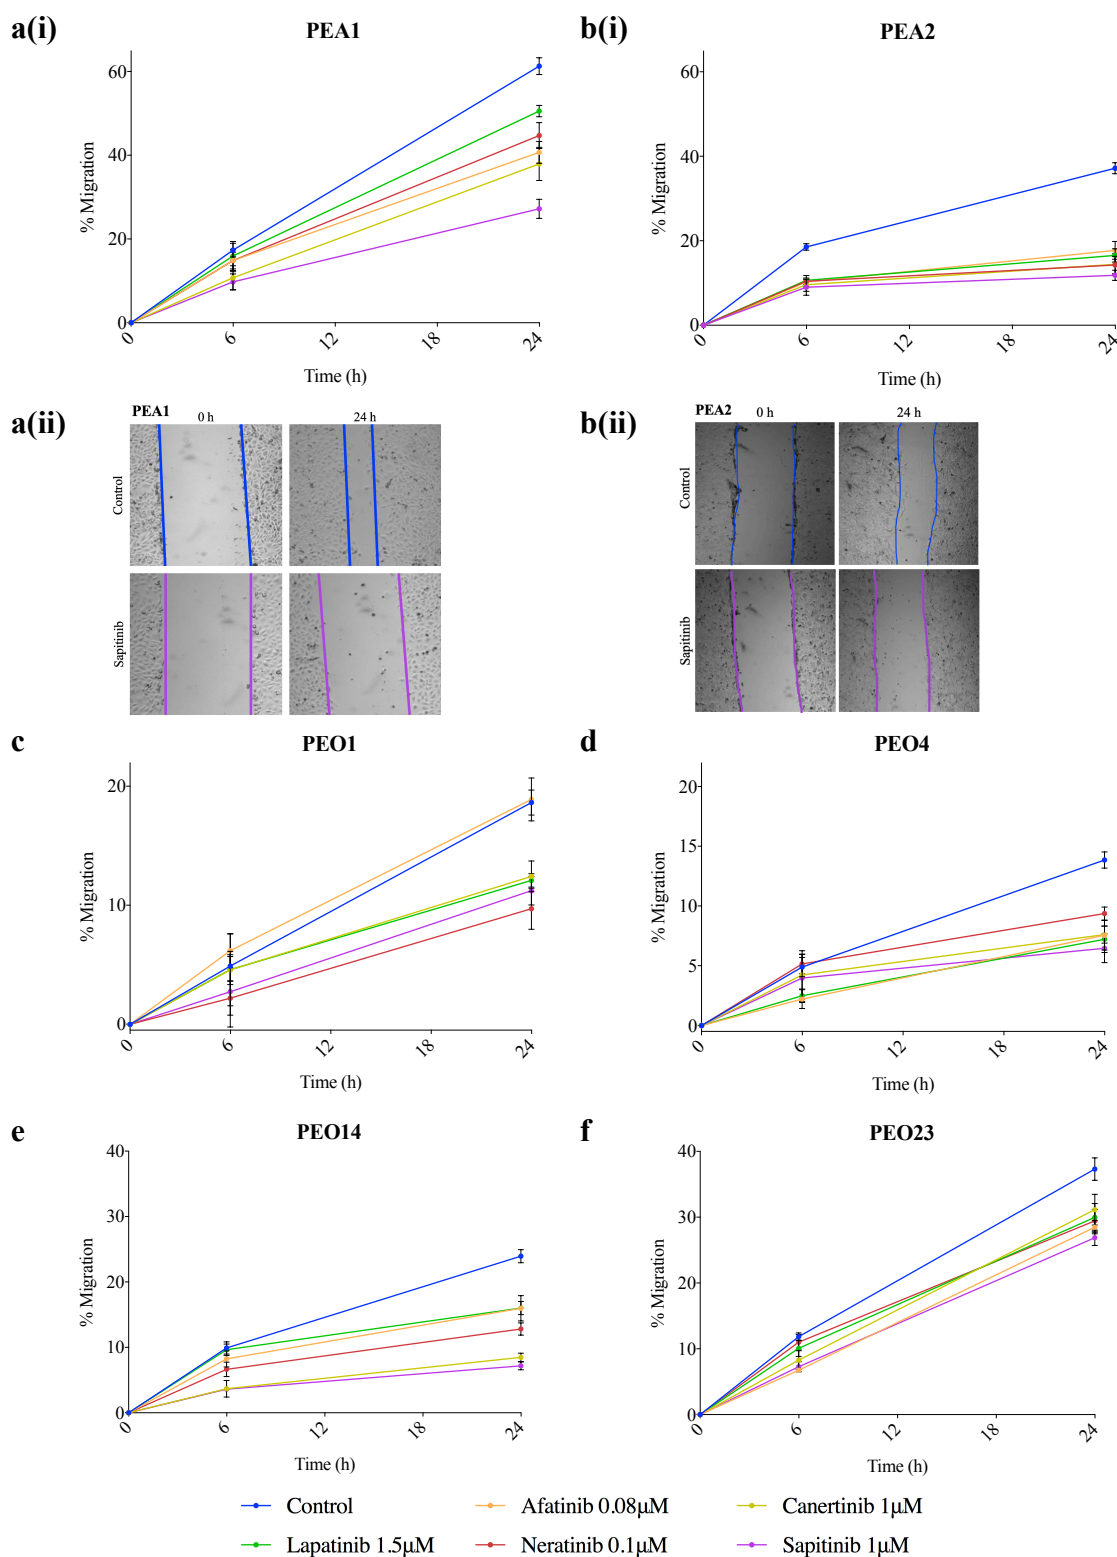 a(i)
PEA1
% Migration
60
40
20
0
0 6 12 18 24
Time (h)
b(i)
PEA2
% Migration
60
40
20
0
0 6 12 18 24
Time (h)
a(ii)
PEA1
0 h 24 h
Control
Sapitinib
b(ii)
PEA2
0 h 24 h
Control
Sapitinib
c
PEO1
% Migration
20
10
0
0 6 12 18 24
Time (h)
d
PEO4
% Migration
20
15
10
5
0
0 6 12 18 24
Time (h)
e
PEO14
% Migration
40
30
20
10
0
0 6 12 18 24
Time (h)
f
PEO23
% Migration
40
30
20
10
0
0 6 12 18 24
Time (h)
Control Afatinib 0.08µM Canertinib 1µM
Lapatinib 1.5µM Neratinib 0.1µM Sapitinib 1µM